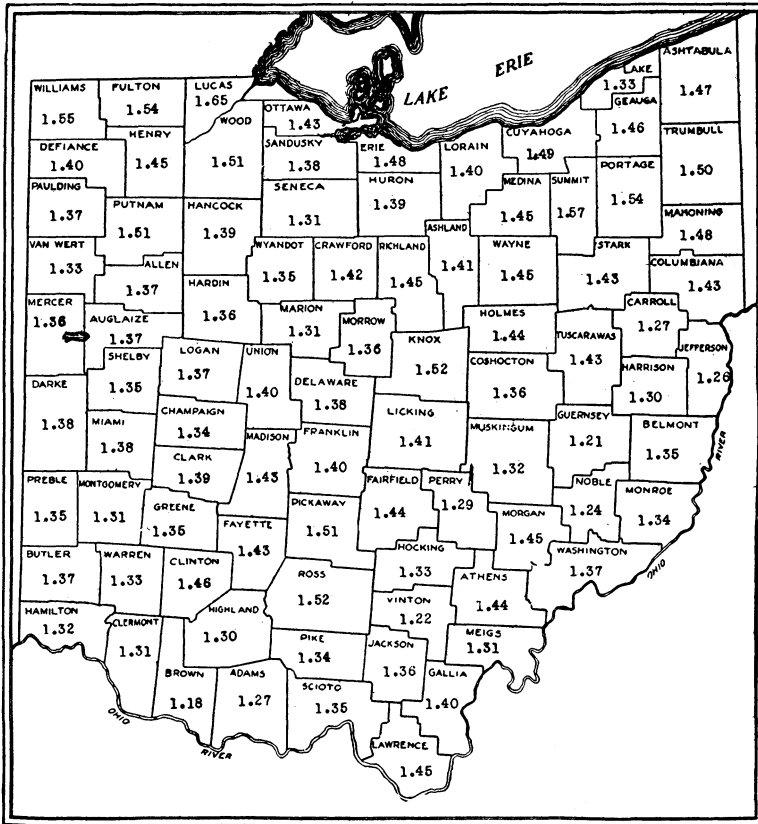 LAKE ERIE
WILLIAMS
1.55
FULTON
1.54
LUCAS
1.65
OTTAWA
1.43
LAKE
1.33
ASHTABULA
1.47
GEAUGA
1.46
DEFIANCE
1.40
HENRY
1.45
WOOD
1.51
SANDUSKY
1.38
ERIE
1.48
LORAIN
1.40
CUYAHOGA
1.49
TRUMBULL
1.50
PAULDING
1.37
PUTNAM
1.51
HANCOCK
1.39
SENECA
1.31
HURON
1.39
MEDINA
1.45
SUMMIT
1.57
PORTAGE
1.54
MAHONING
1.48
VAN WERT
1.33
ALLEN
1.37
HARDIN
1.36
WYANDOT
1.35
CRAWFORD
1.42
RICHLAND
1.45
ASHLAND
1.41
WAYNE
1.45
STARK
1.43
COLUMBIANA
1.43
MERCER
1.36
AUGLAIZE
1.37
MARION
1.31
MORROW
1.36
KNOX
1.52
HOLMES
1.44
TUSCARAWAS
1.43
CARROLL
1.27
JEFFERSON
1.26
SHELBY
1.35
LOGAN
1.37
UNION
1.40
DELAWARE
1.38
COSHOCTON
1.36
HARRISON
1.30
DARKE
1.38
MIAMI
1.38
CHAMPAIGN
1.34
CLARK
1.39
MADISON
1.43
FRANKLIN
1.40
LICKING
1.41
MUSKINGUM
1.32
GUERNSEY
1.21
BELMONT
1.35
RIVER
PREBLE
1.35
MONTGOMERY
1.31
GREENE
1.35
FAYETTE
1.43
PICKAWAY
1.51
FAIRFIELD
1.44
PERRY
1.29
MORGAN
1.45
NOBLE
1.24
MONROE
1.34
BUTLER
1.37
WARREN
1.33
CLINTON
1.46
ROSS
1.52
HOCKING
1.33
ATHENS
1.44
WASHINGTON
1.37
OHIO
HAMILTON
1.32
CLERMONT
1.31
HIGHLAND
1.30
PIKE
1.34
VINTON
1.22
JACKSON
1.36
MEIGS
1.31
BROWN
1.18
ADAMS
1.27
SCIOTO
1.35
GALLIA
1.40
LAWRENCE
1.45
OHIO
RIVER